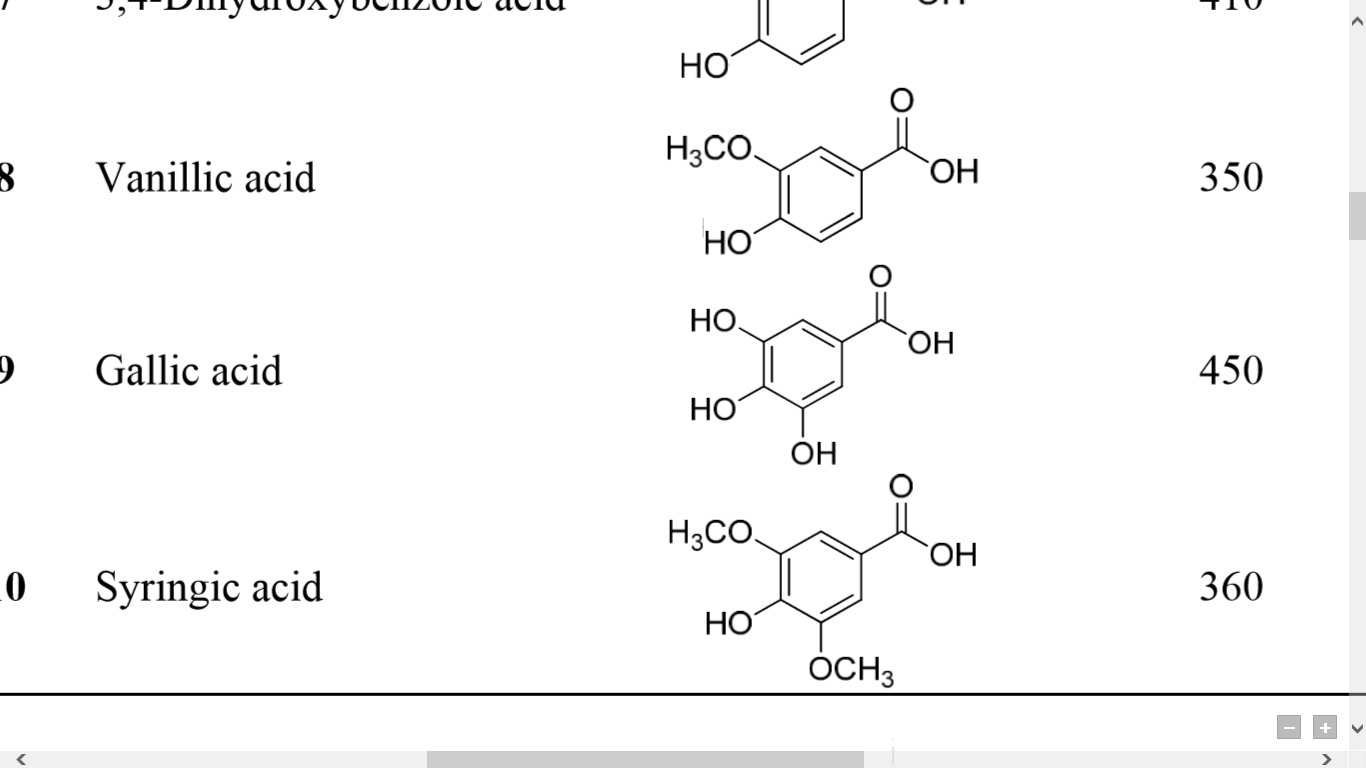 HO
O
8 Vanillic acid H₃CO OH 350
HO
O
HO
9 Gallic acid OH 450
HO
OH
O
H₃CO
OH
0 Syringic acid 360
HO
OCH₃